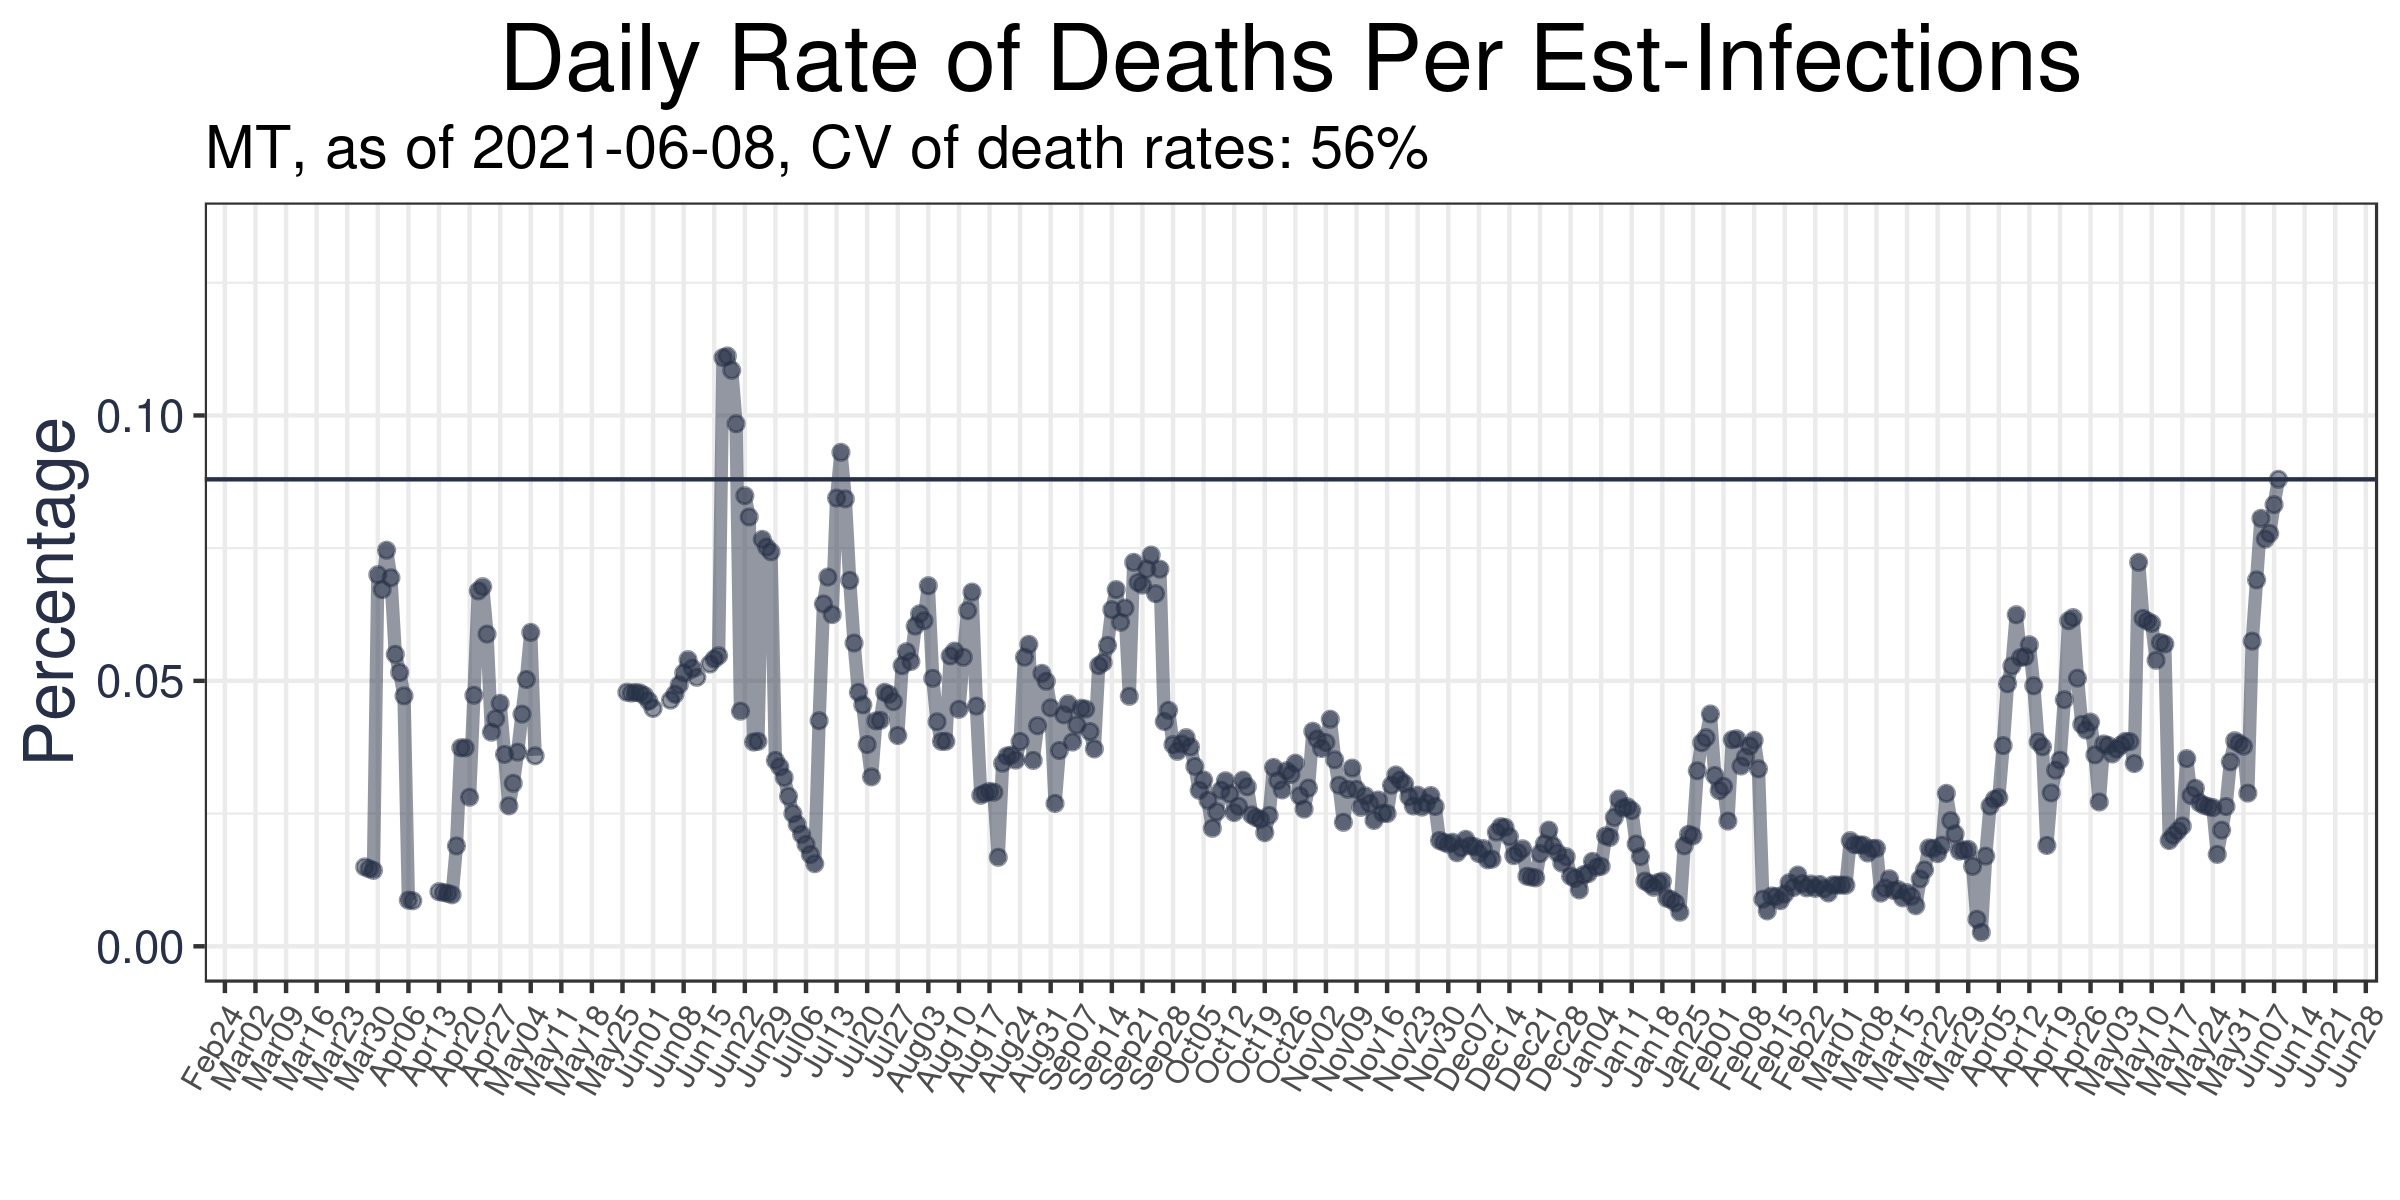 Daily Rate of Deaths Per Est-Infections
MT, as of 2021-06-08, CV of death rates: 56%
Percentage
0.10
0.05
0.00
Feb24
Mar02
Mar09
Mar16
Mar23
Mar30
Apr06
Apr13
Apr20
Apr27
May04
May11
May18
May25
Jun01
Jun08
Jun15
Jun22
Jun29
Jul06
Jul13
Jul20
Jul27
Aug03
Aug10
Aug17
Aug24
Aug31
Sep07
Sep14
Sep21
Sep28
Oct05
Oct12
Oct19
Oct26
Nov02
Nov09
Nov16
Nov23
Nov30
Dec07
Dec14
Dec21
Dec28
Jan04
Jan11
Jan18
Jan25
Feb01
Feb08
Feb15
Feb22
Mar01
Mar08
Mar15
Mar22
Mar29
Apr05
Apr12
Apr19
Apr26
May03
May10
May17
May24
May31
Jun07
Jun14
Jun21
Jun28